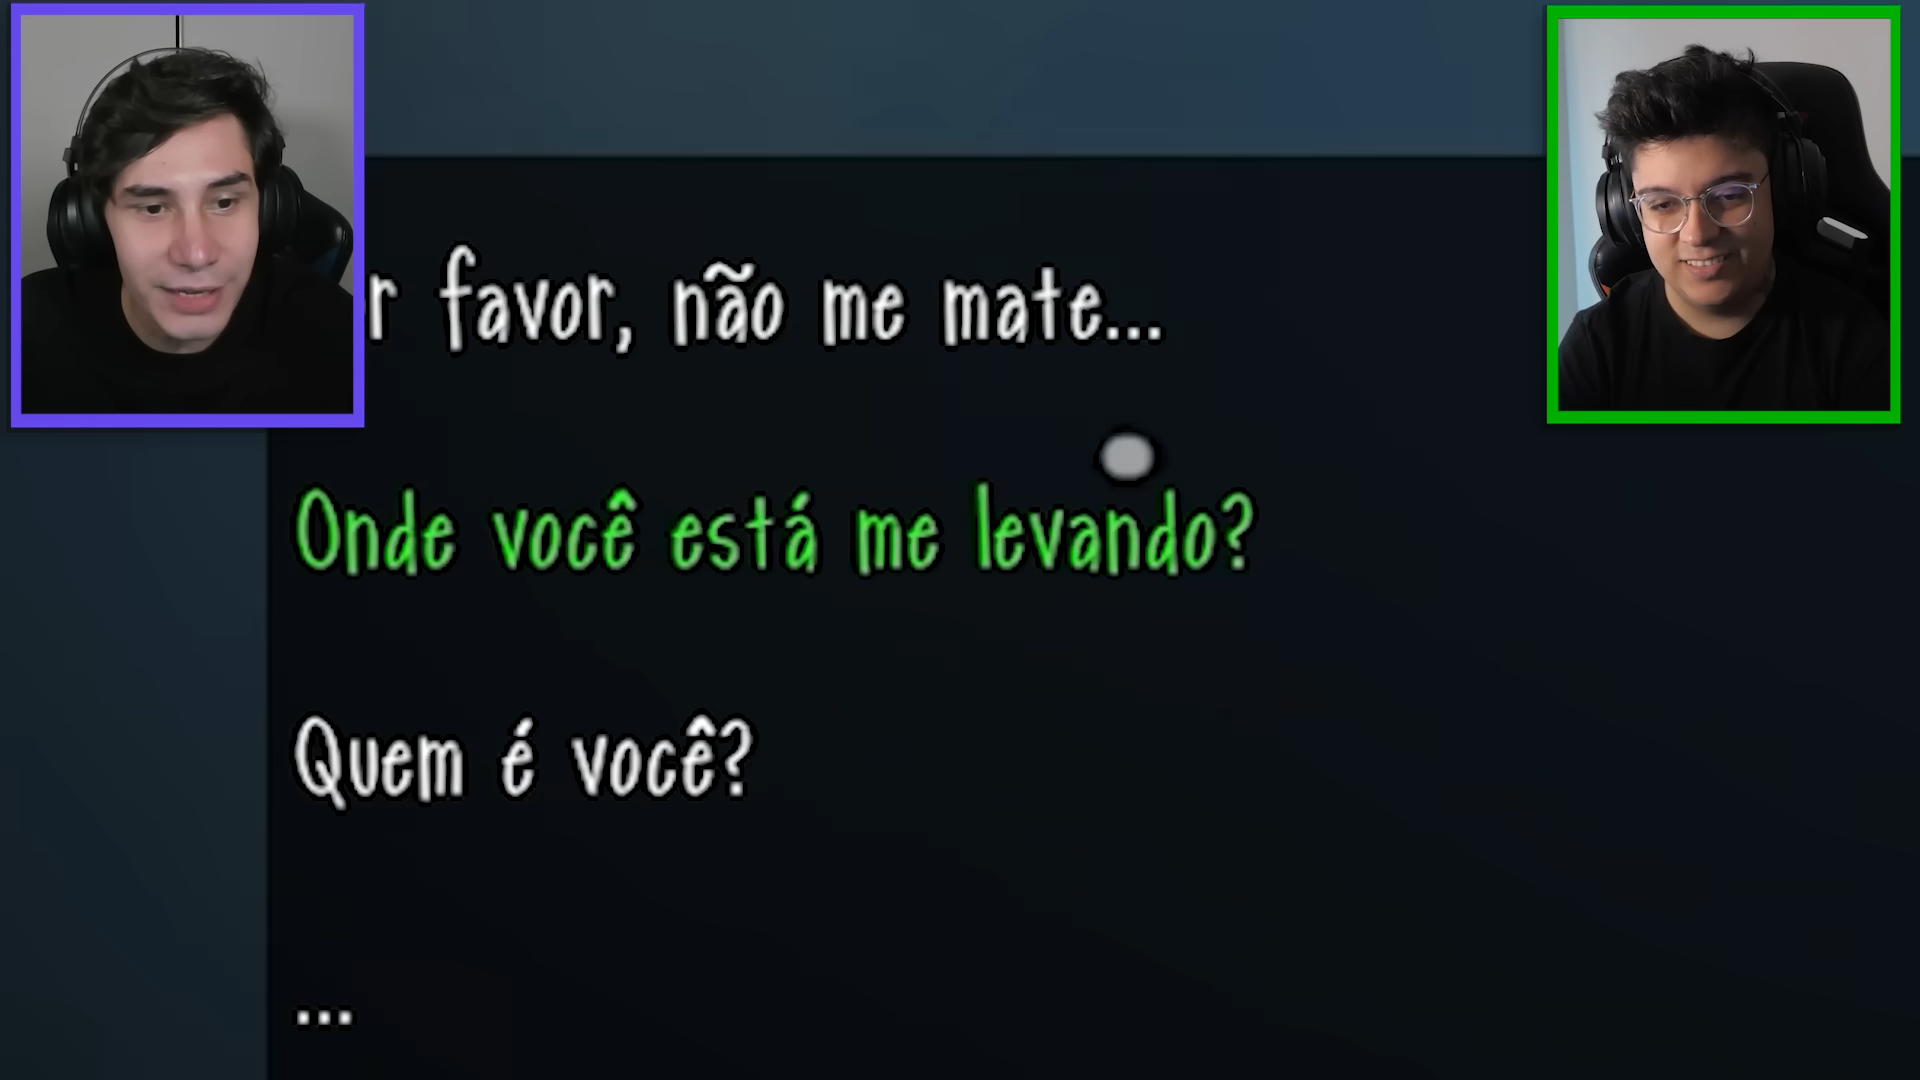 r favor, não me mate...
Onde você está me levando?
Quem é você?
...